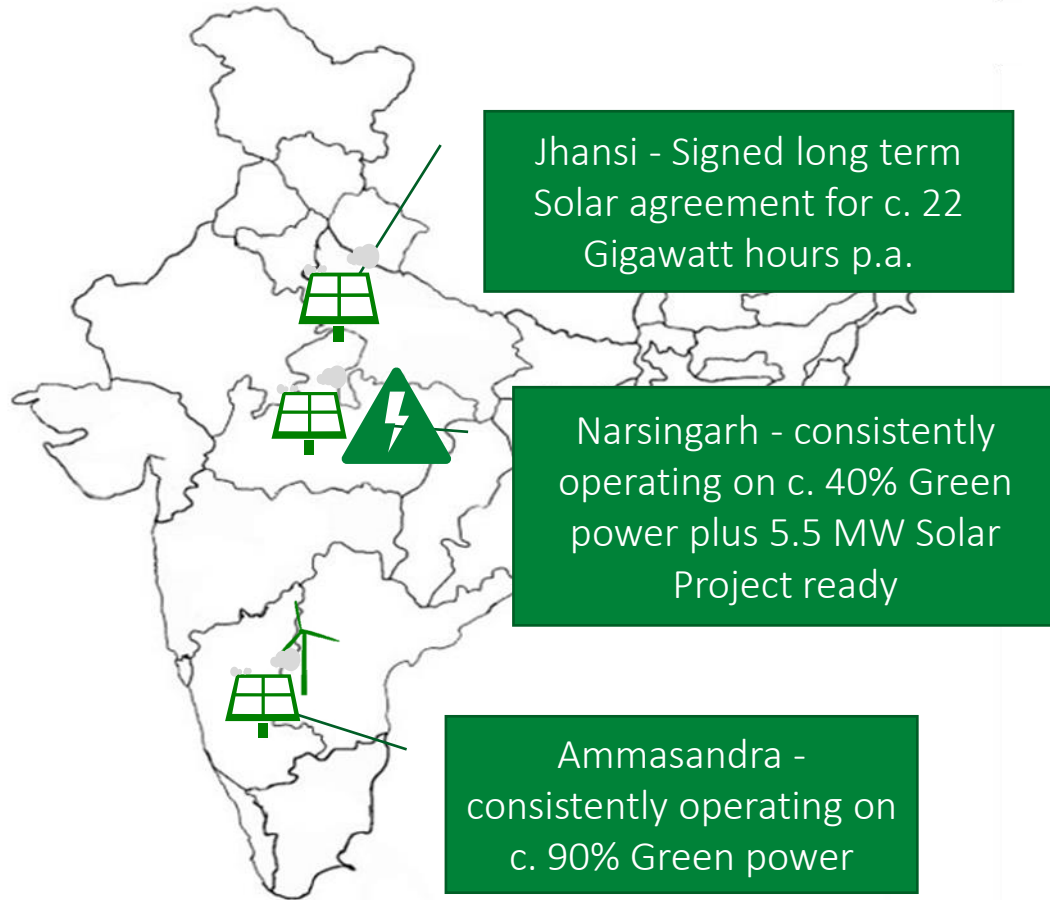 Jhansi - Signed long term
Solar agreement for c. 22
Gigawatt hours p.a.
Narsingarh - consistently
operating on c. 40% Green
power plus 5.5 MW Solar
Project ready
Ammasandra -
consistently operating on
c. 90% Green power